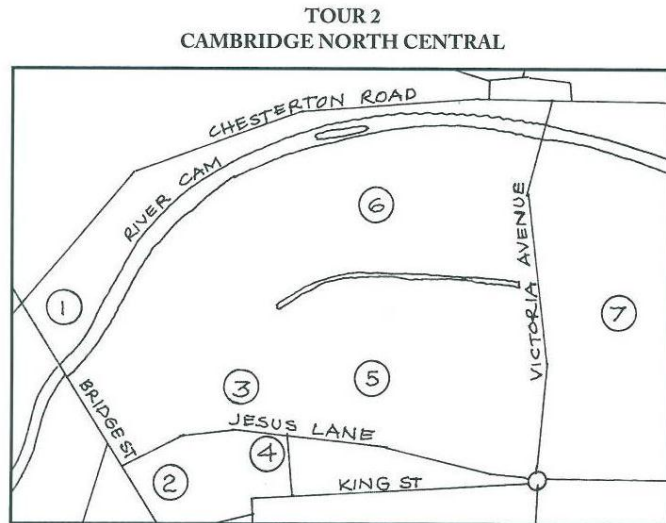 TOUR 2
CAMBRIDGE NORTH CENTRAL
CHESTERTON ROAD
RIVER CAM
6
VICTORIA AVENUE
1
7
BRIDGE ST
3
5
JESUS LANE
4
2
KING ST